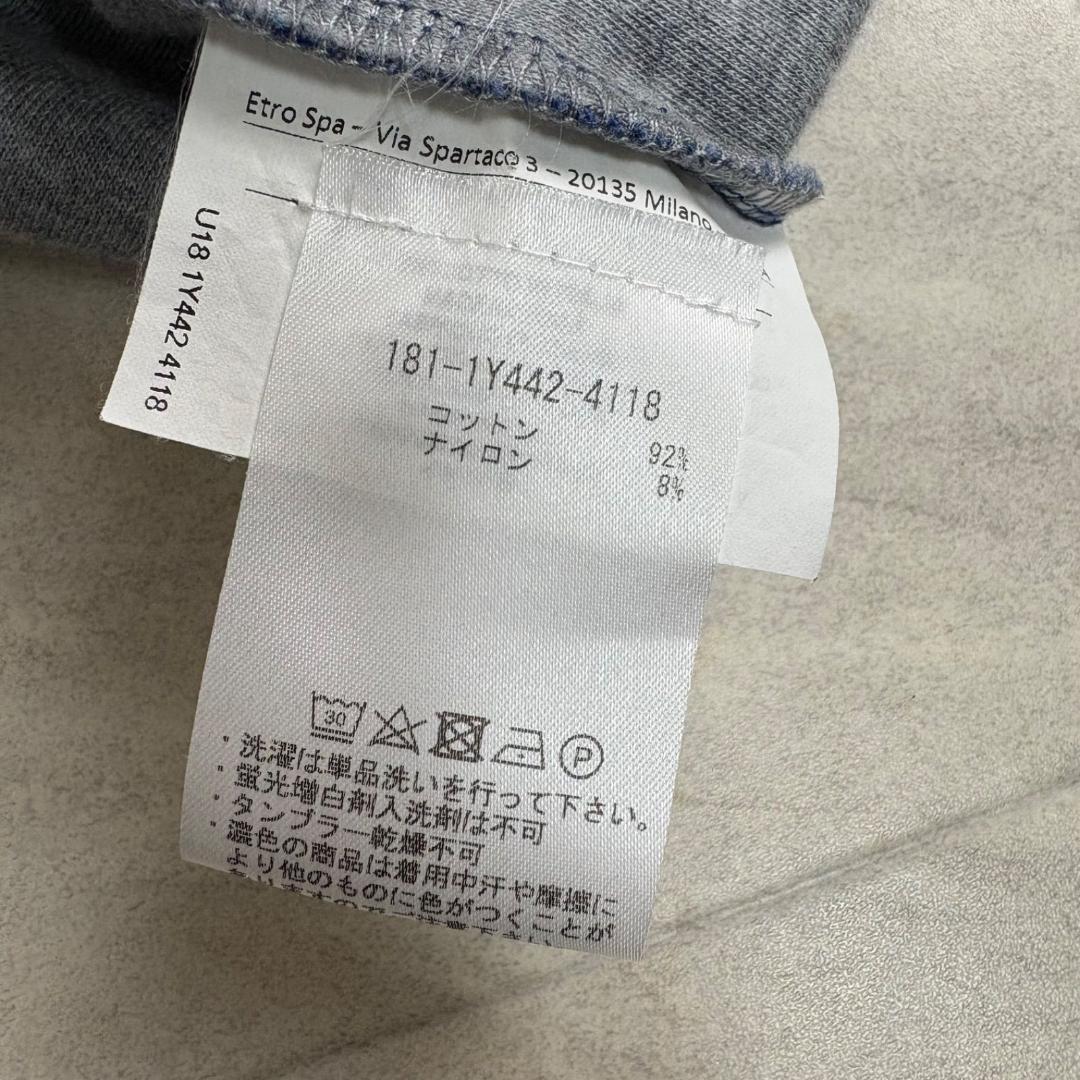 Etro Spa – Via Spartaco 3 – 20135 Milano
U18 1Y442 4118
181-1Y442-4118
コットン 92%
ナイロン 8%
30 P
・洗濯は単品洗いを行って下さい。
・蛍光増白剤入洗剤は不可
・タンブラー乾燥不可
・濃色の商品は着用中汗や摩擦に
より他のものに色がつくことが